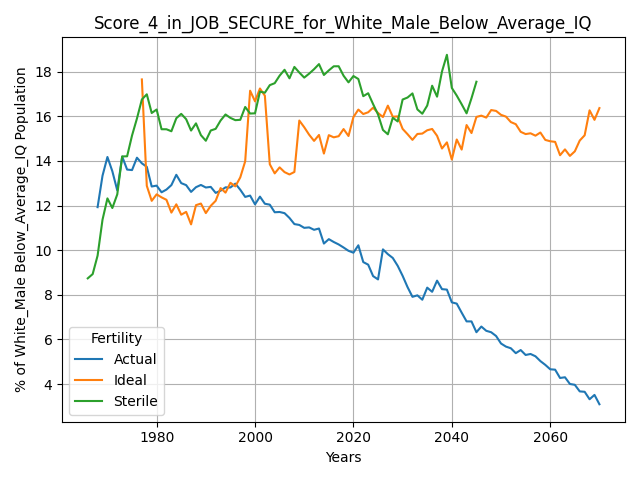 Score_4_in_JOB_SECURE_for_White_Male_Below_Average_IQ
% of White_Male Below_Average_IQ Population
18
16
14
12
10
8
6
4
Fertility
Actual
Ideal
Sterile
1980
2000
2020
2040
2060
Years